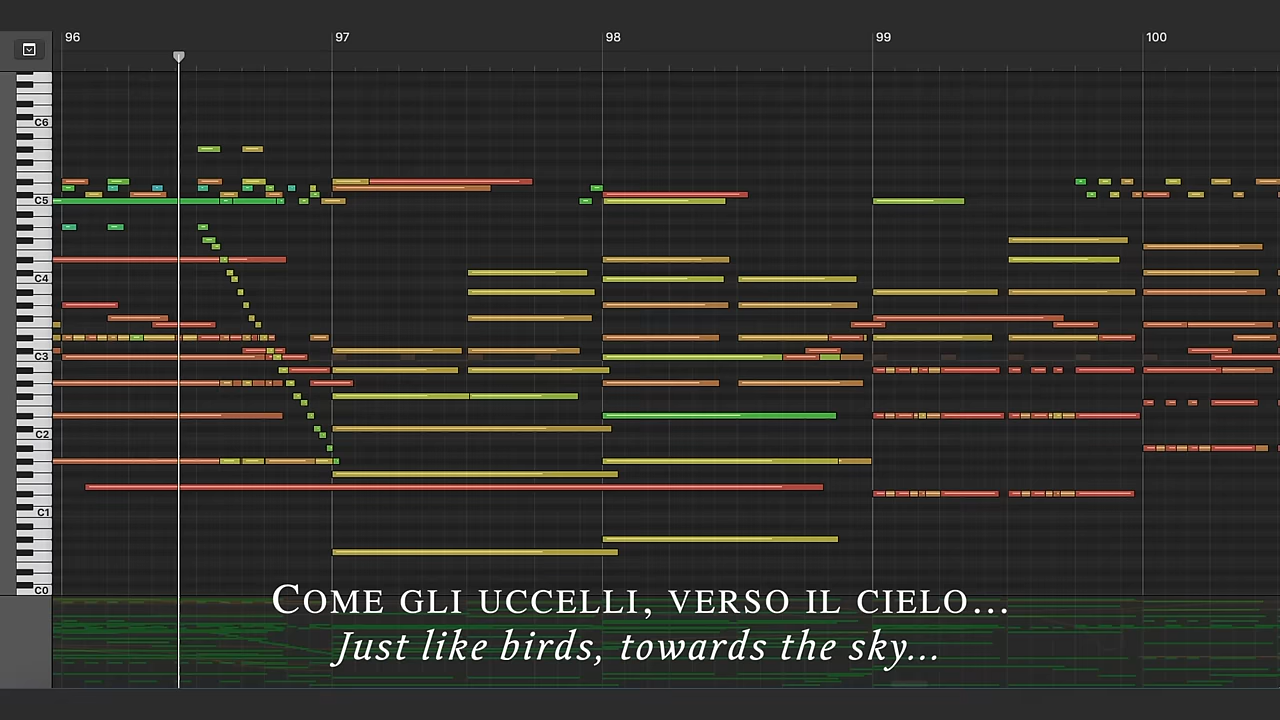 96 97 98 99 100
C6
C5
C4
C3
C2
C1
C0
COME GLI UCCELLI, VERSO IL CIELO...
Just like birds, towards the sky...